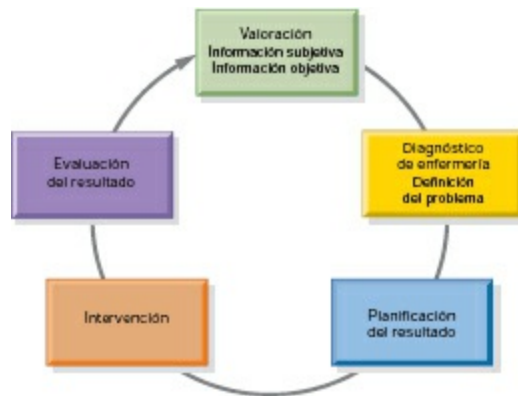 Valoración
Información subjetiva
Información objetiva
Diagnóstico
de enfermería
Definición
del problema
Planificación
del resultado
Intervención
Evaluación
del resultado